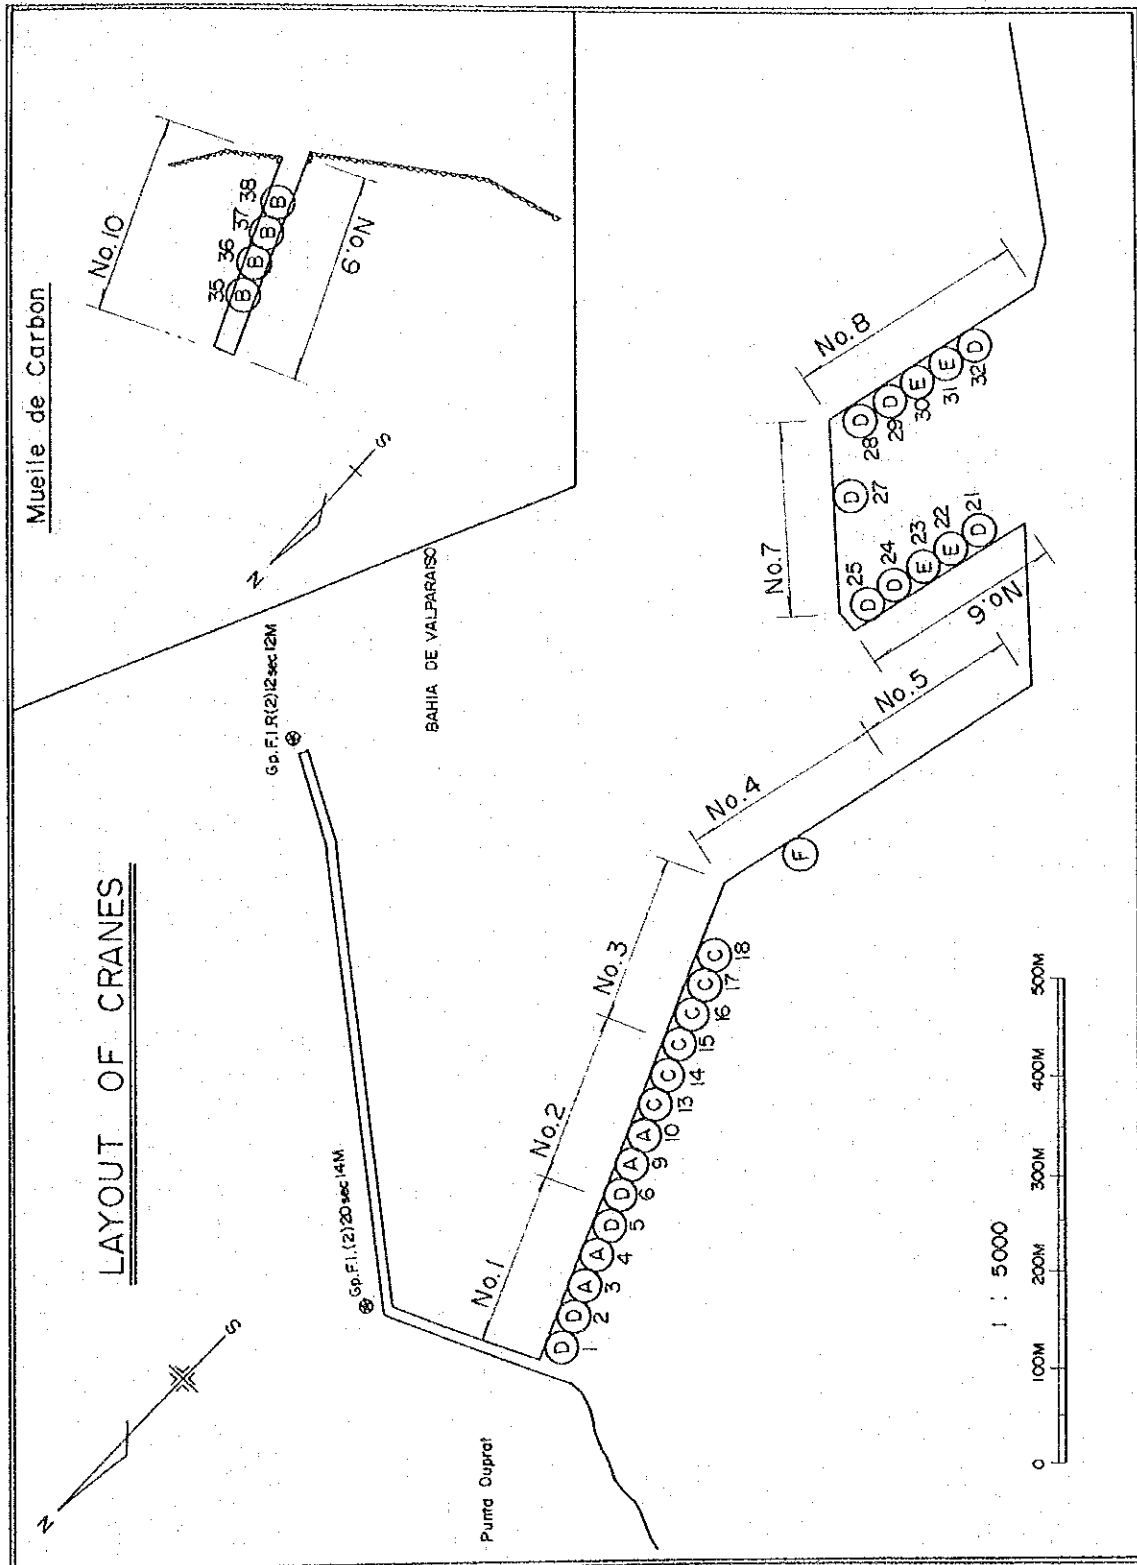 LAYOUT OF CRANES
N
S
Mueile de Carbon
No.10
35 36 37 38
B B B B
No.9
N
S
Gp.F.l.(2)20sec14M
Gp.F.l.R(2)12sec12M
BAHIA DE VALPARAISO
Punta Duprat
No.1
No.2
No.3
No.4
No.5
No.6
No.7
No.8
D D A A D D A A C C C C C C
1 2 3 4 5 6 9 10 13 14 15 16 17 18
F
D D E E D
25 24 23 22 21
D
27
D D E E D
28 29 30 31 32
1 : 5000
0 100M 200M 300M 400M 500M